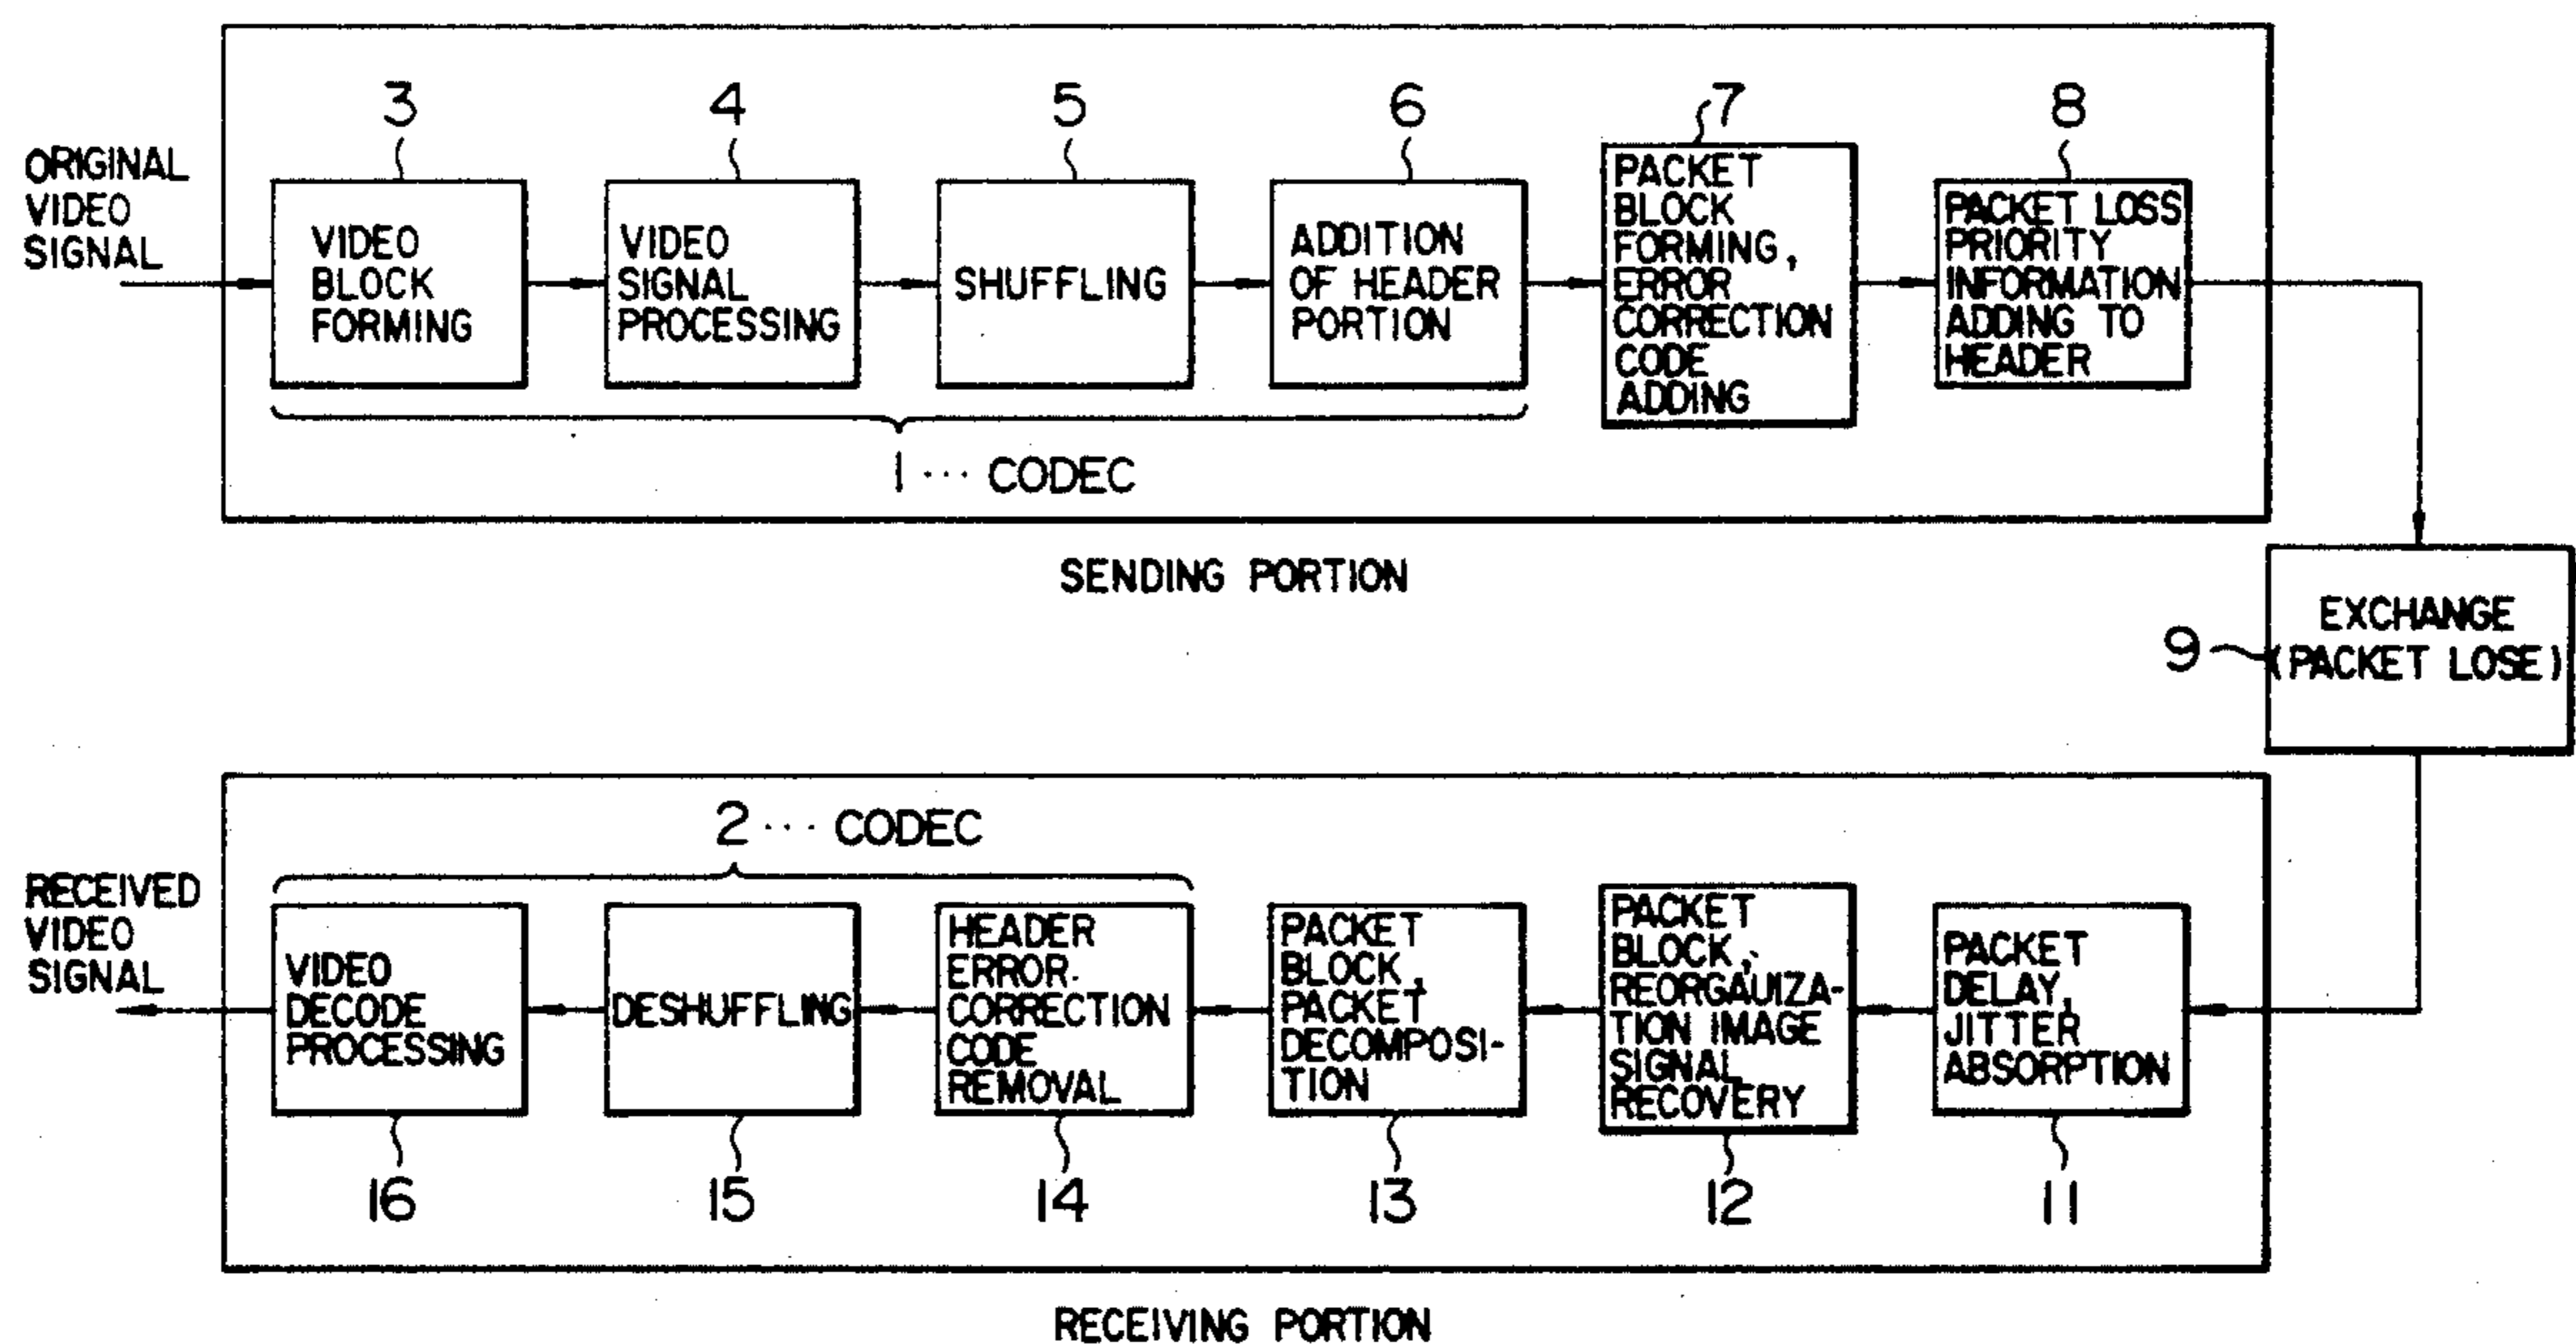 3
4
5
6
7
8
ORIGINAL
VIDEO
SIGNAL
VIDEO
BLOCK
FORMING
VIDEO
SIGNAL
PROCESSING
SHUFFLING
ADDITION
OF HEADER
PORTION
PACKET
BLOCK
FORMING,
ERROR
CORRECTION
CODE
ADDING
PACKET LOSS
PRIORITY
INFORMATION
ADDING TO
HEADER
1 ··· CODEC
SENDING PORTION
9
EXCHANGE
(PACKET LOSE)
2 ··· CODEC
RECEIVED
VIDEO
SIGNAL
VIDEO
DECODE
PROCESSING
DESHUFFLING
HEADER
ERROR-
CORRECTION
CODE
REMOVAL
PACKET
BLOCK,
PACKET
DECOMPOSI-
TION
PACKET
BLOCK,
REORGAUIZA-
TION IMAGE
SIGNAL
RECOVERY
PACKET
DELAY,
JITTER
ABSORPTION
16
15
14
13
12
11
RECEIVING PORTION